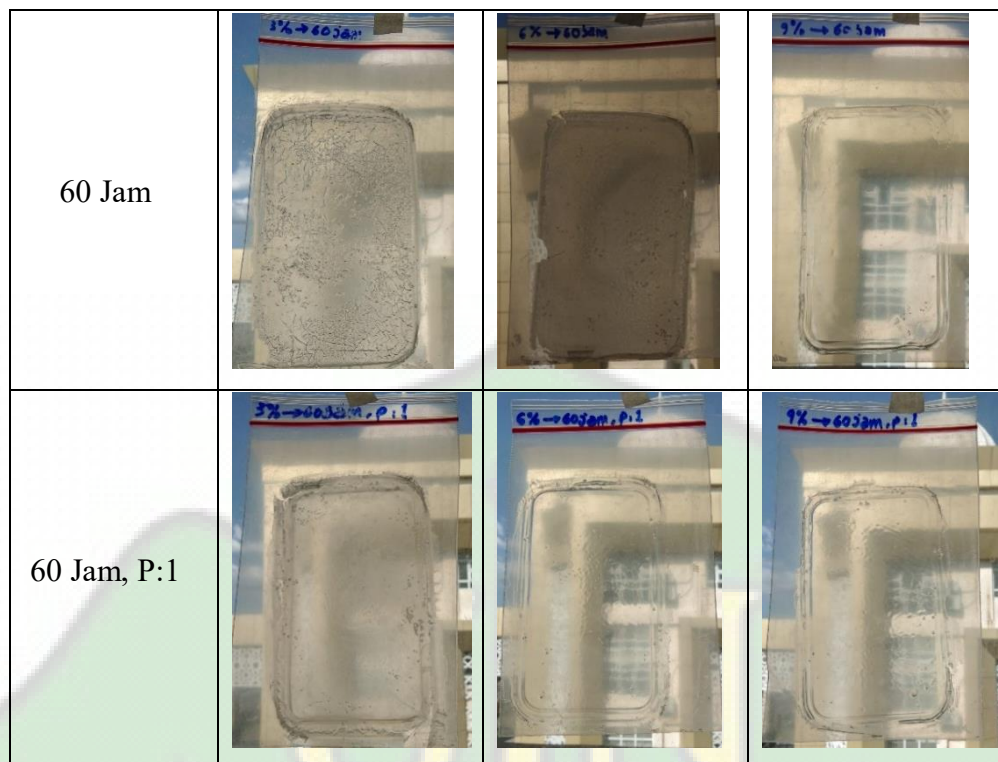 60 Jam
3% → 60 jam
6% → 60 jam
9% → 60 jam
60 Jam, P:1
3% → 60 jam, p:1
6% → 60 jam, p:1
9% → 60 jam, p:1